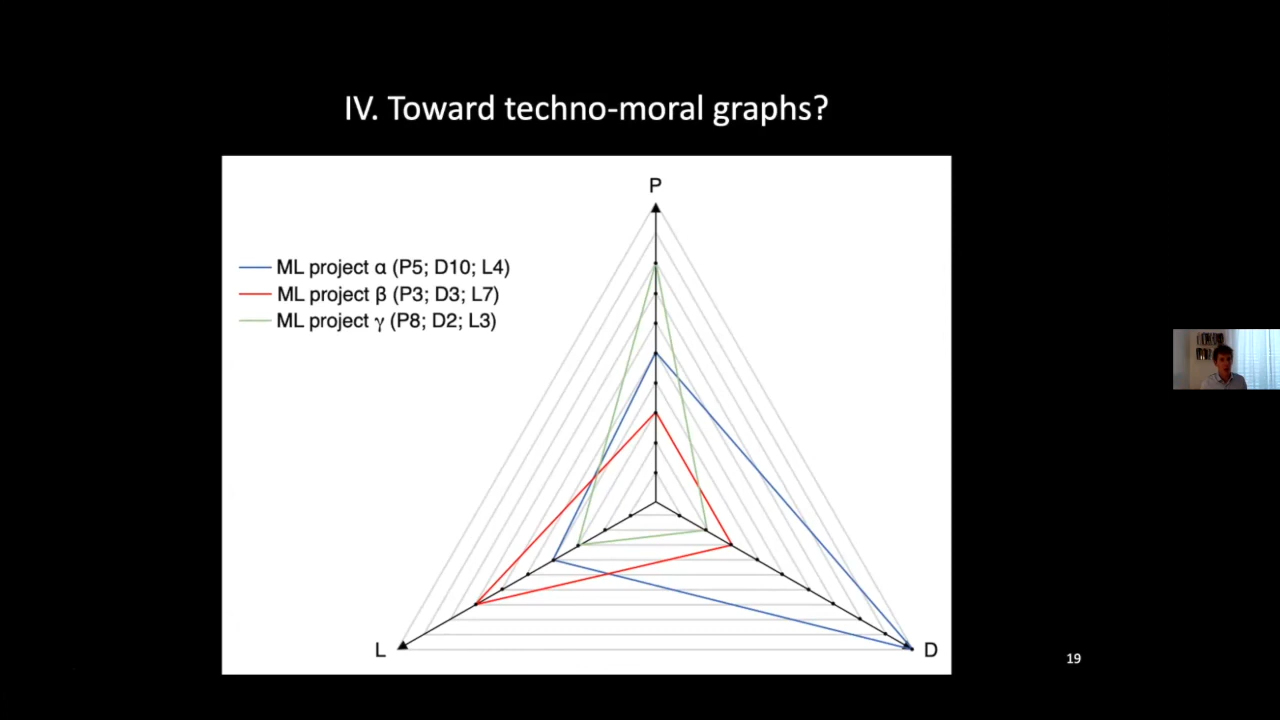 IV. Toward techno-moral graphs?
P
ML project α (P5; D10; L4)
ML project β (P3; D3; L7)
ML project γ (P8; D2; L3)
L
D
19